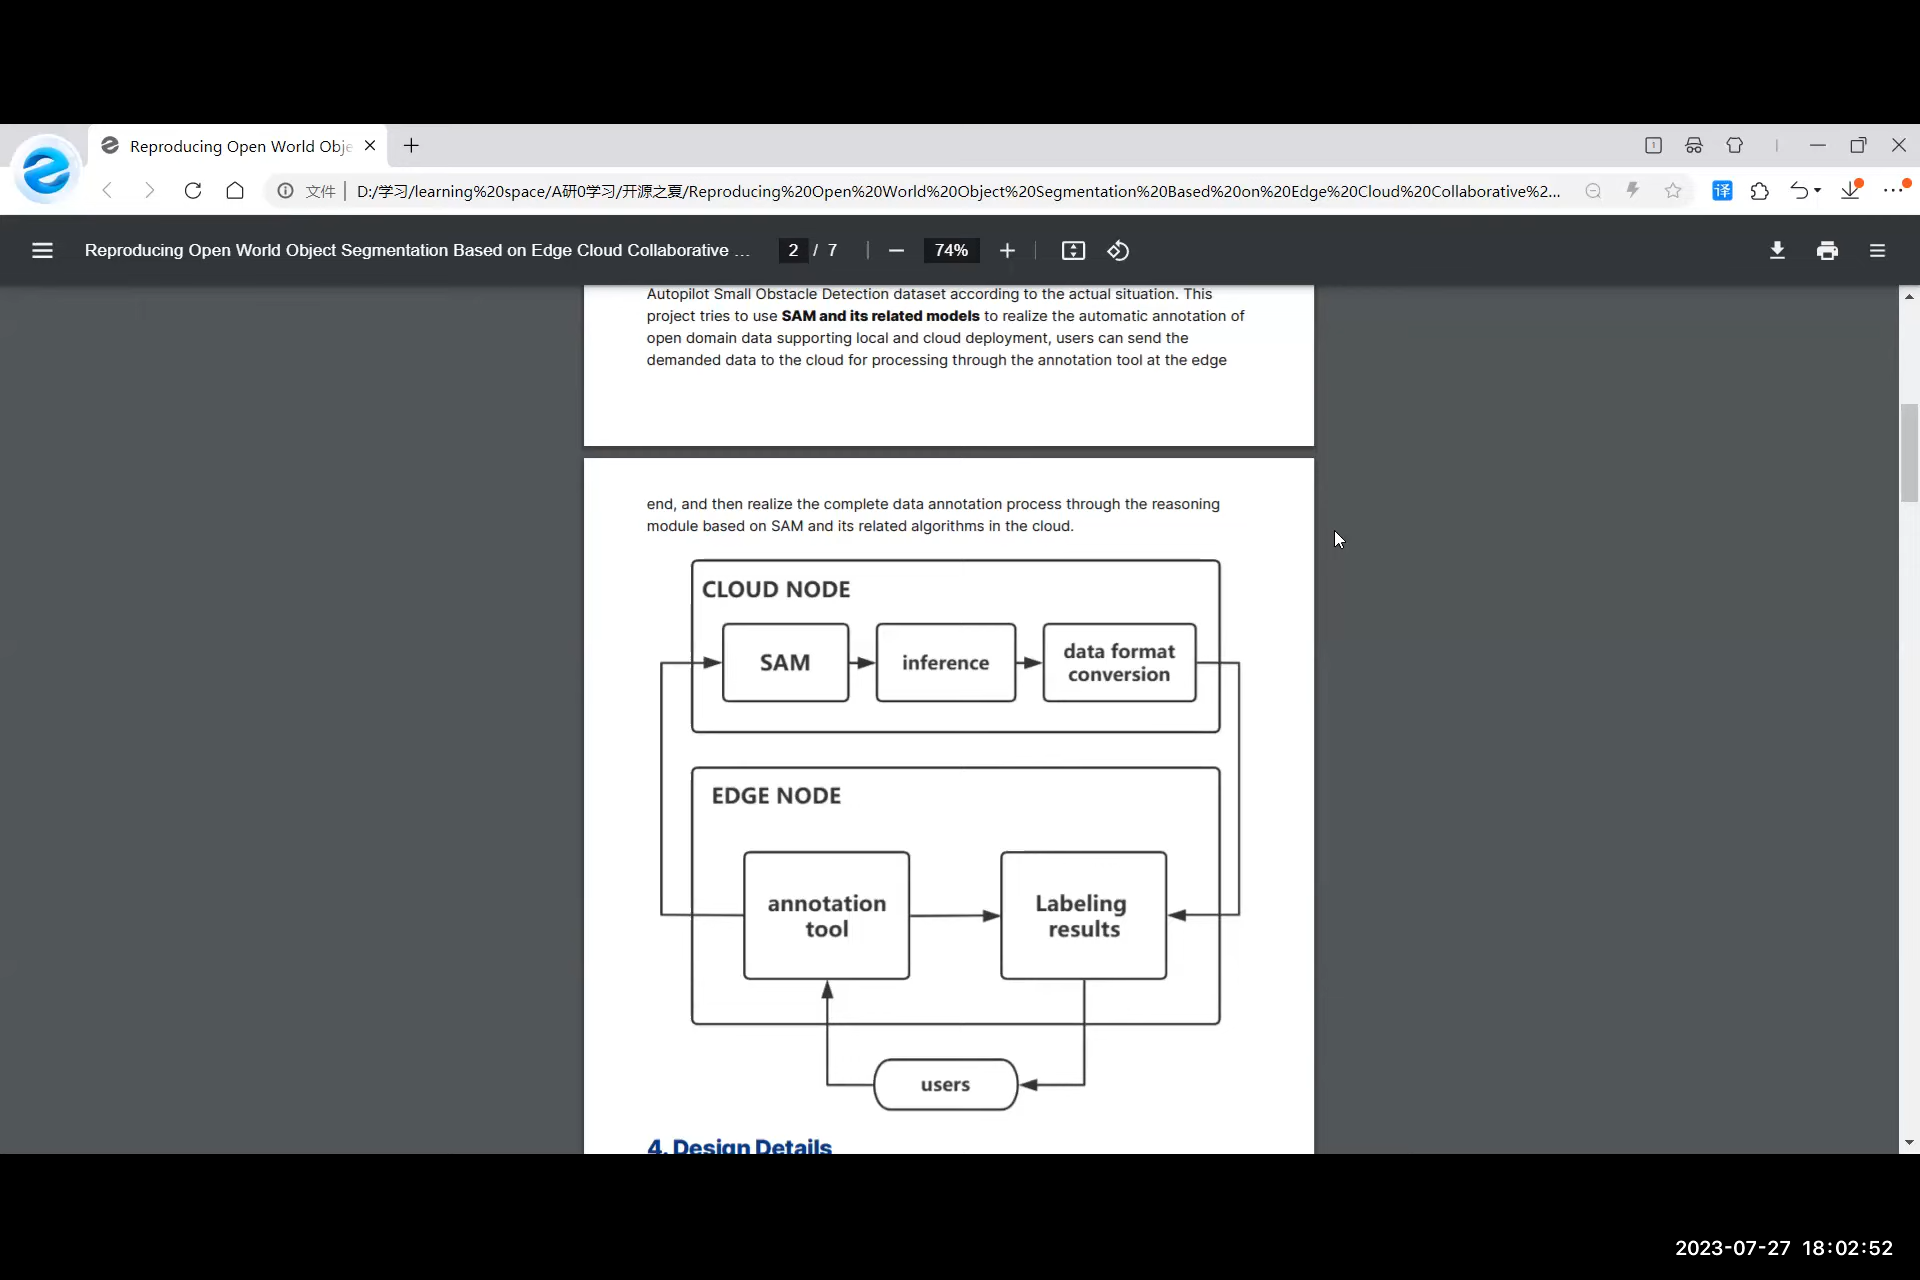 Reproducing Open World Obje
文件
D:/学习/learning%20space/A研0学习/开源之夏/Reproducing%20Open%20World%20Object%20Segmentation%20Based%20on%20Edge%20Cloud%20Collaborative%2...
译
1
Reproducing Open World Object Segmentation Based on Edge Cloud Collaborative ...
2 / 7
74%
Autopilot Small Obstacle Detection dataset according to the actual situation. This
project tries to use SAM and its related models to realize the automatic annotation of
open domain data supporting local and cloud deployment, users can send the
demanded data to the cloud for processing through the annotation tool at the edge
end, and then realize the complete data annotation process through the reasoning
module based on SAM and its related algorithms in the cloud.
CLOUD NODE
SAM
inference
data format
conversion
EDGE NODE
annotation
tool
Labeling
results
users
4. Design Details
2023-07-27 18:02:52